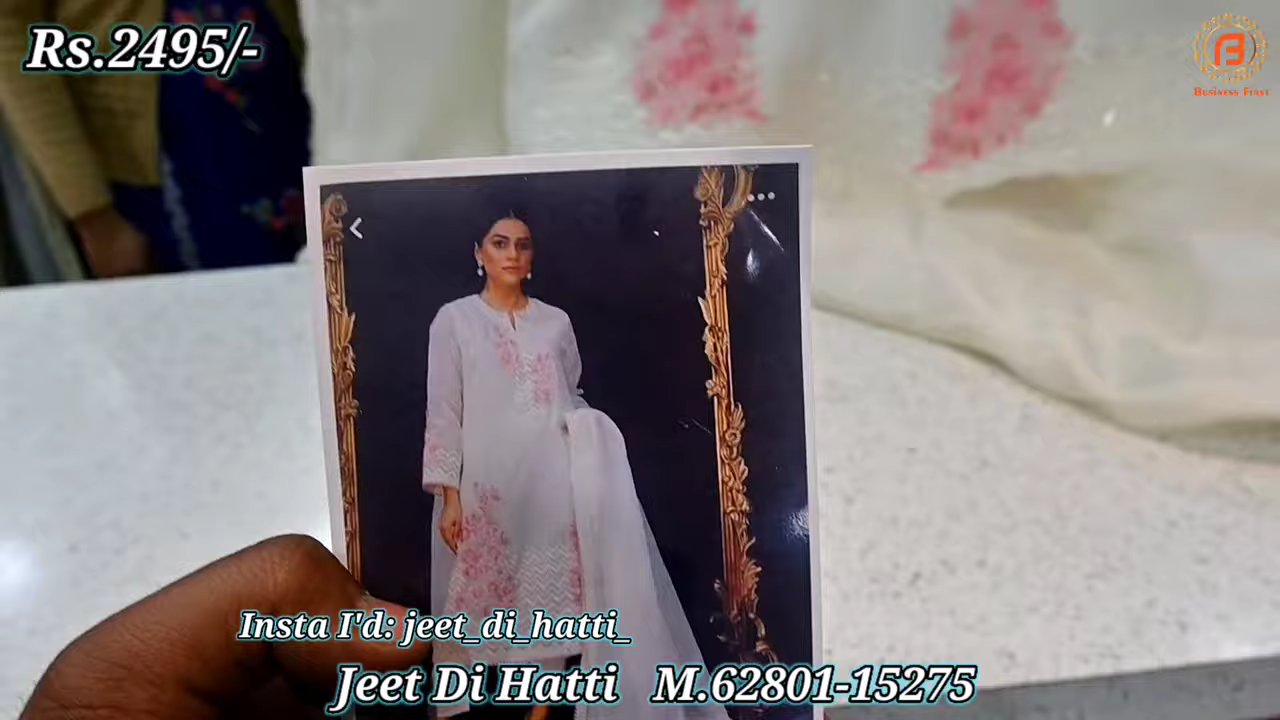 Rs.2495/-
BUSINESS FIRST
Insta I'd: jeet_di_hatti_
Jeet Di Hatti M.62801-15275